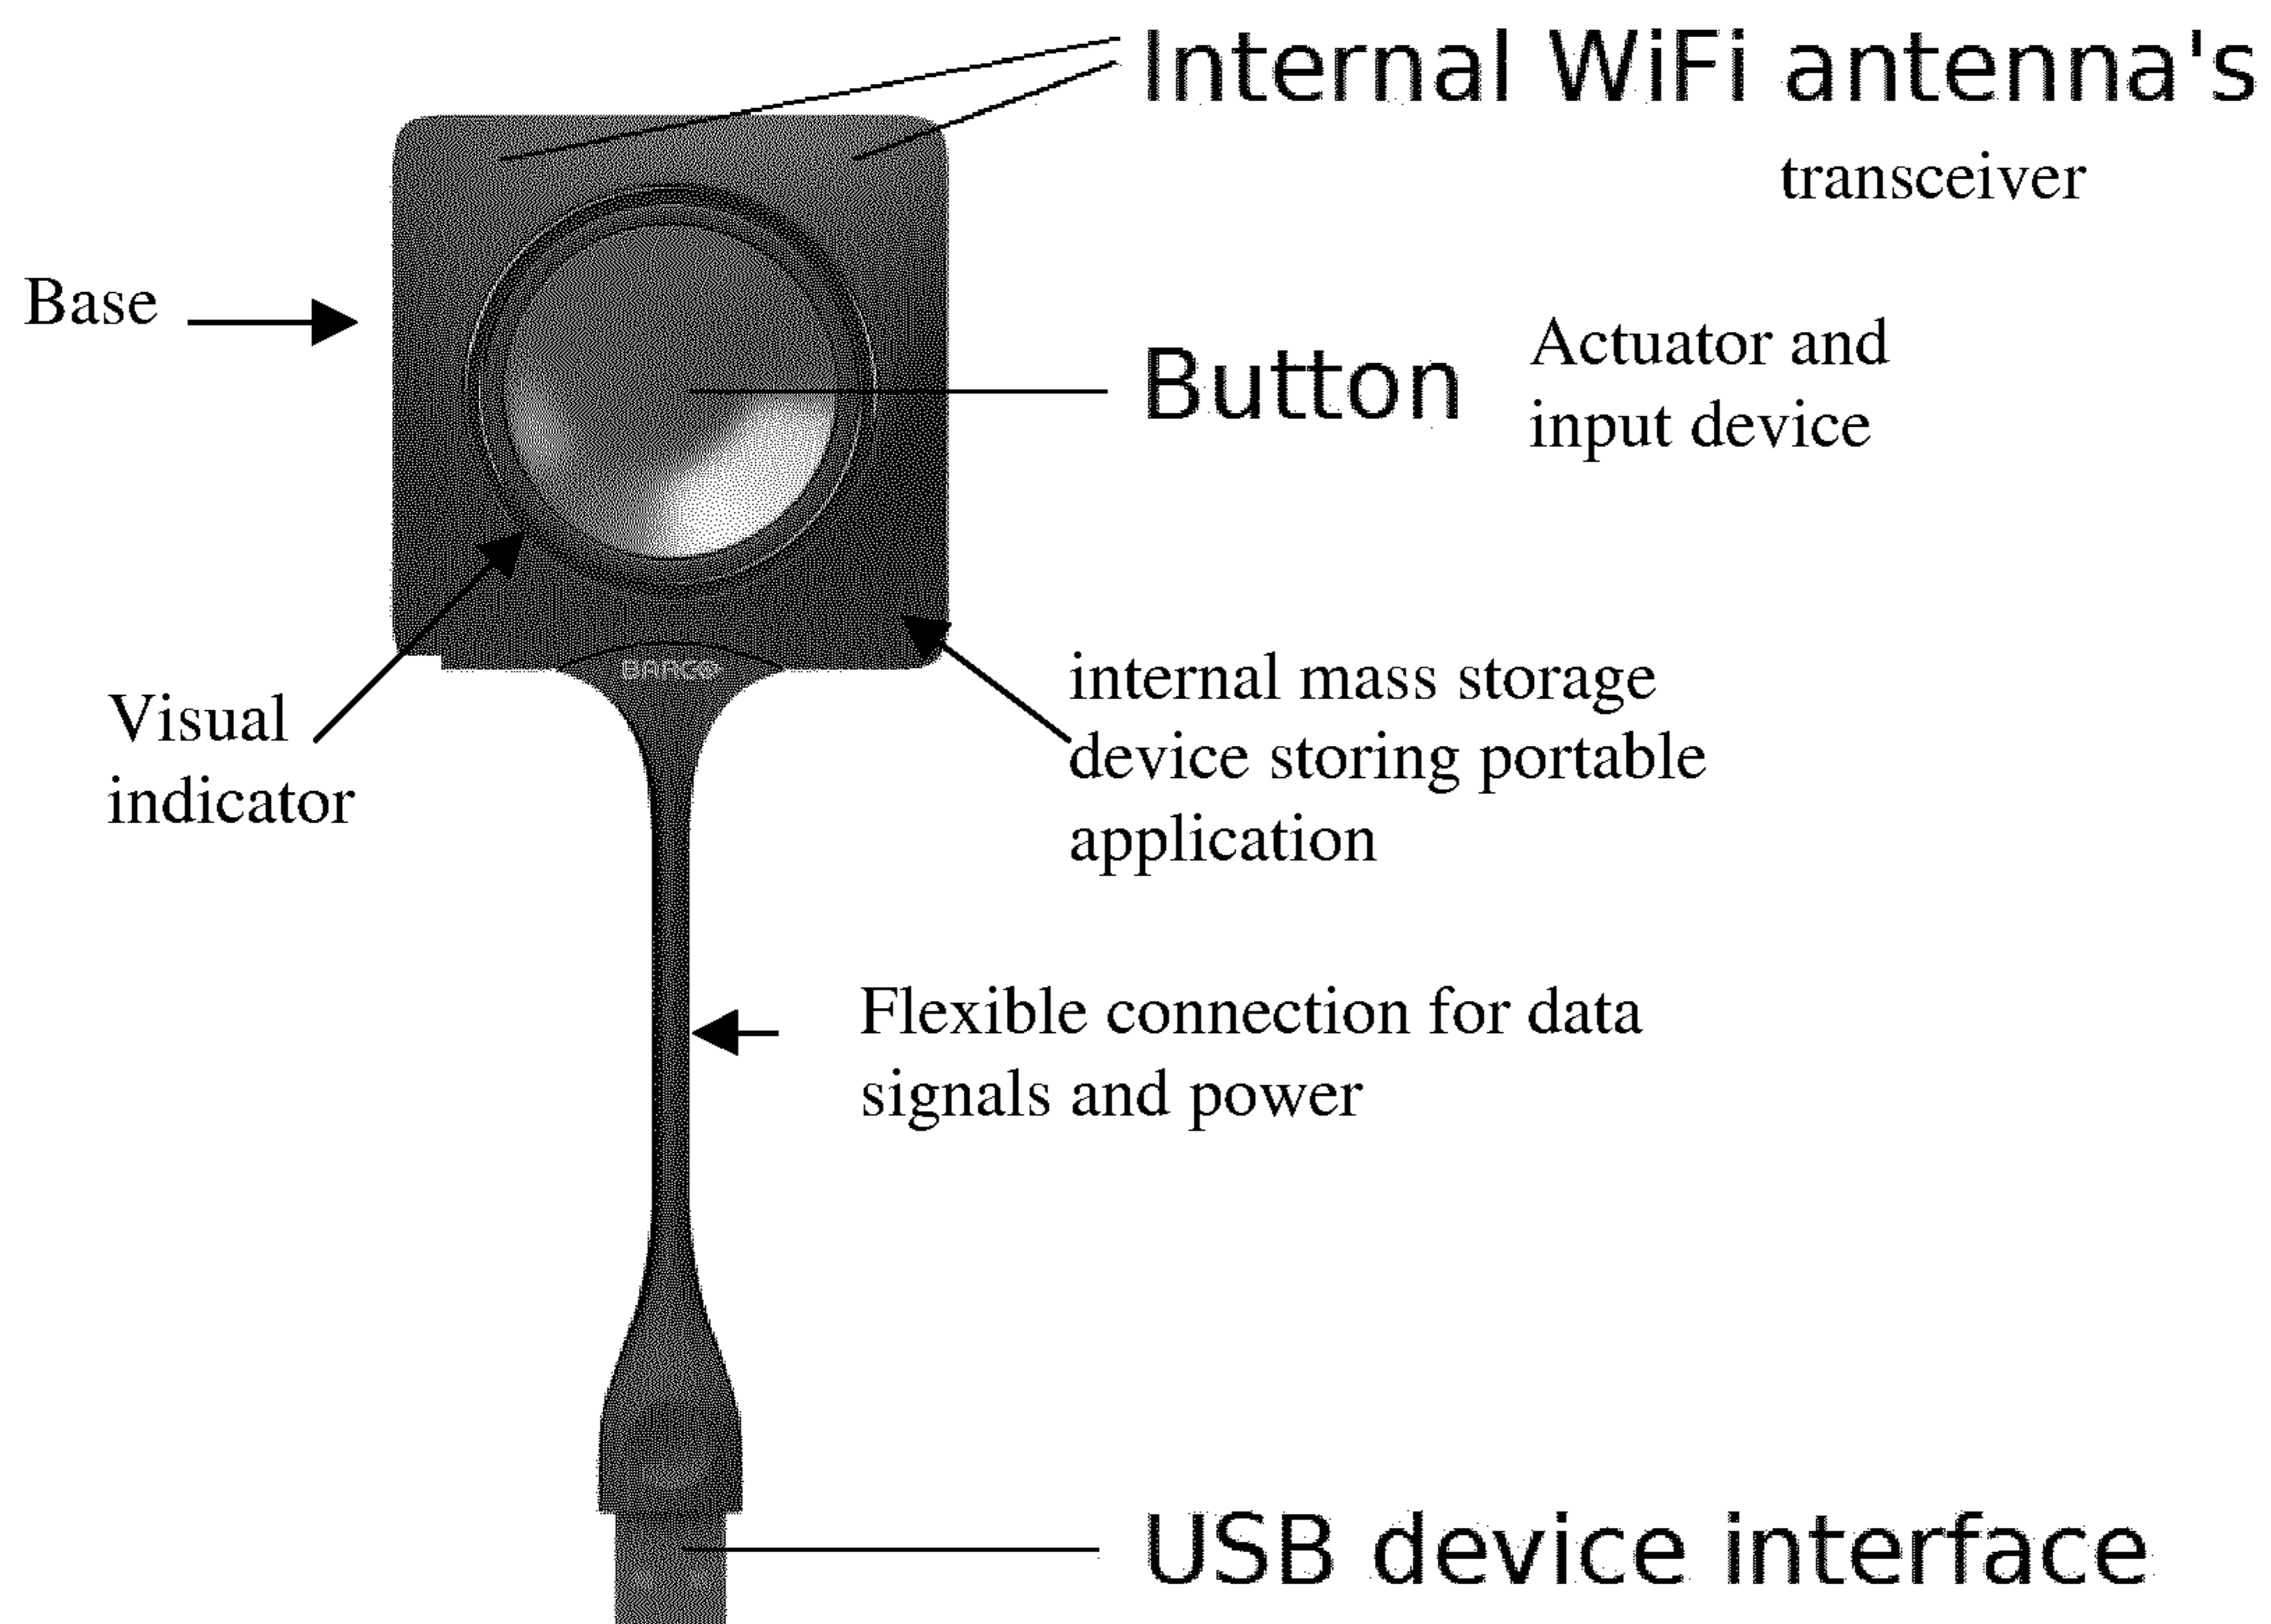 Internal WiFi antenna's
transceiver
Base
Button
Actuator and
input device
BARCO
Visual
indicator
internal mass storage
device storing portable
application
Flexible connection for data
signals and power
USB device interface